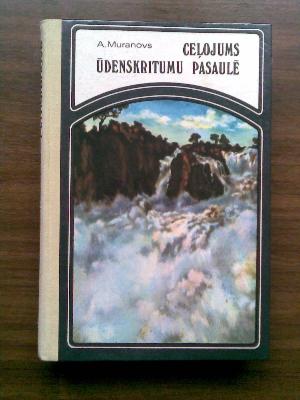 A. Muranovs
CEĻOJUMS
ŪDENSKRITUMU PASAULĒ